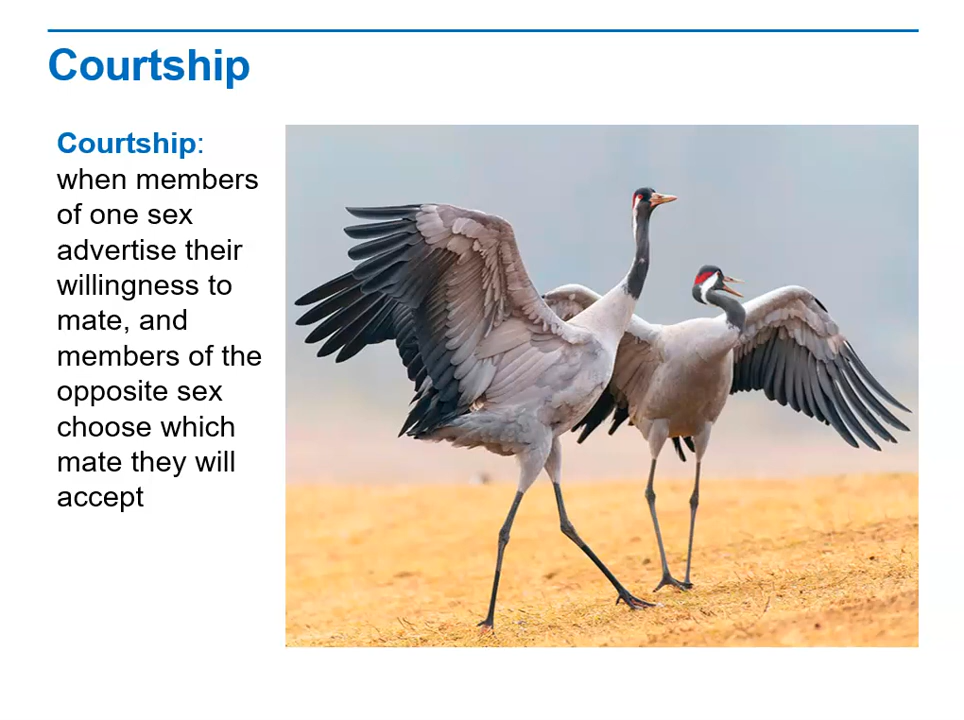 Courtship
Courtship:
when members
of one sex
advertise their
willingness to
mate, and
members of the
opposite sex
choose which
mate they will
accept